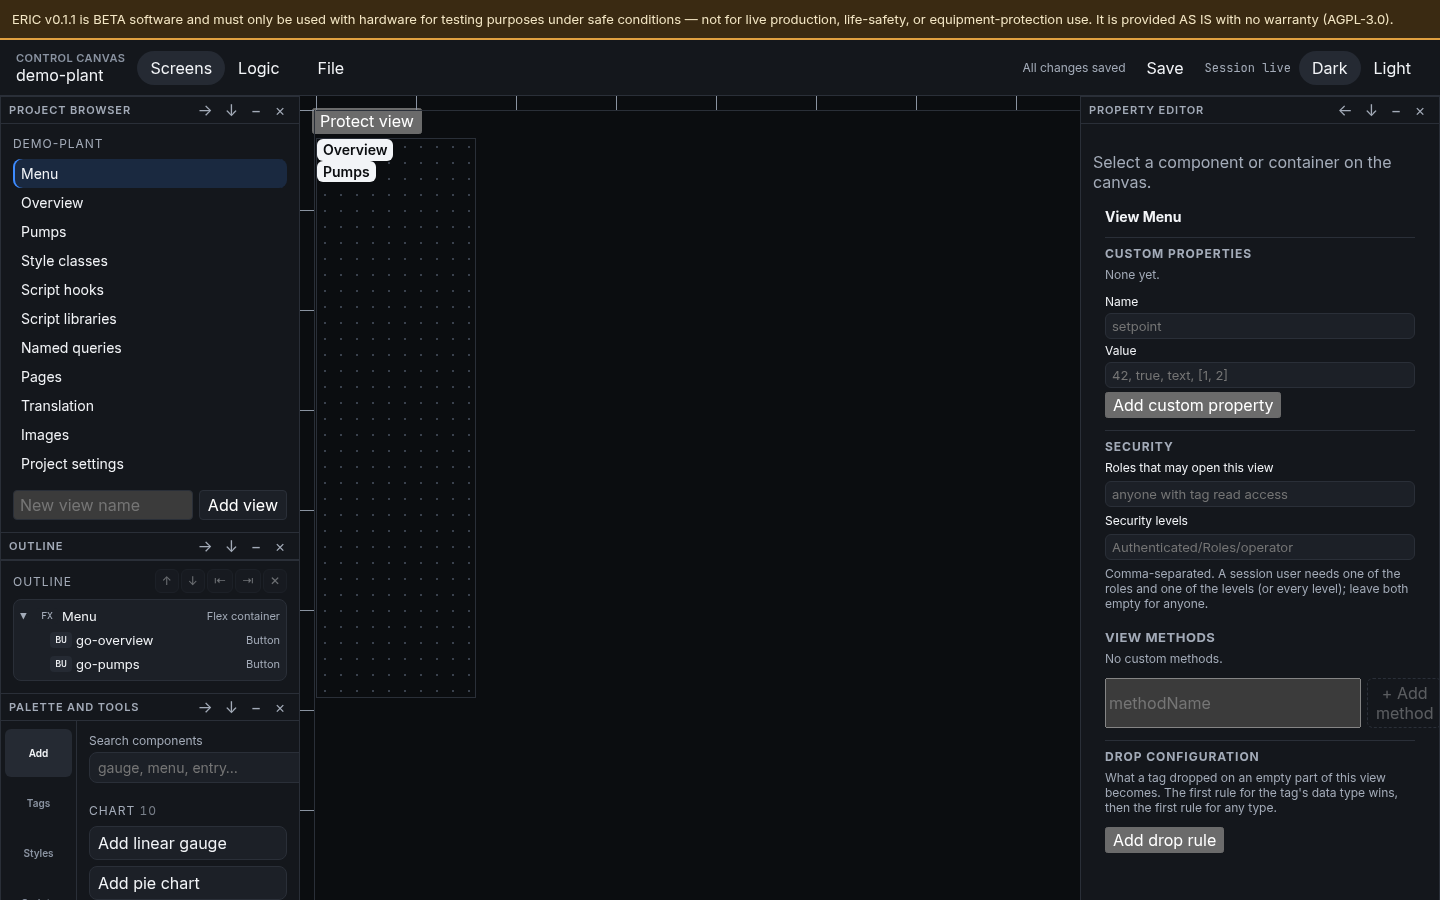 ERIC v0.1.1 is BETA software and must only be used with hardware for testing purposes under safe conditions — not for live production, life-safety, or equipment-protection use. It is provided AS IS with no warranty (AGPL-3.0).
CONTROL CANVAS
demo-plant
Screens
Logic
File
All changes saved
Save
Session live
Dark
Light
PROJECT BROWSER
DEMO-PLANT
Menu
Overview
Pumps
Style classes
Script hooks
Script libraries
Named queries
Pages
Translation
Images
Project settings
New view name
Add view
OUTLINE
OUTLINE
FX Menu Flex container
BU go-overview Button
BU go-pumps Button
PALETTE AND TOOLS
Add
Tags
Styles
Search components
gauge, menu, entry...
CHART 10
Add linear gauge
Add pie chart
Protect view
Overview
Pumps
PROPERTY EDITOR
Select a component or container on the
canvas.
View Menu
CUSTOM PROPERTIES
None yet.
Name
setpoint
Value
42, true, text, [1, 2]
Add custom property
SECURITY
Roles that may open this view
anyone with tag read access
Security levels
Authenticated/Roles/operator
Comma-separated. A session user needs one of the
roles and one of the levels (or every level); leave both
empty for anyone.
VIEW METHODS
No custom methods.
methodName
+ Add
method
DROP CONFIGURATION
What a tag dropped on an empty part of this view
becomes. The first rule for the tag's data type wins,
then the first rule for any type.
Add drop rule